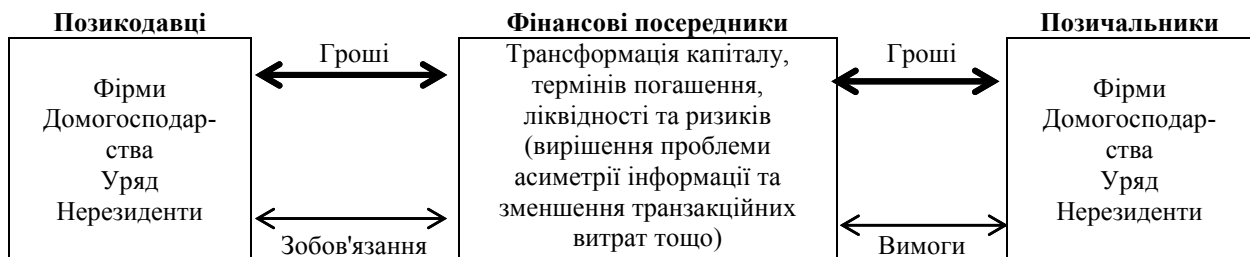 Позикодавці
Фінансові посередники
Позичальники
Фірми
Домогосподар-
ства
Уряд
Нерезиденти
Гроші
Зобов'язання
Трансформація капіталу,
термінів погашення,
ліквідності та ризиків
(вирішення проблеми
асиметрії інформації та
зменшення транзакційних
витрат тощо)
Гроші
Вимоги
Фірми
Домогосподар-
ства
Уряд
Нерезиденти